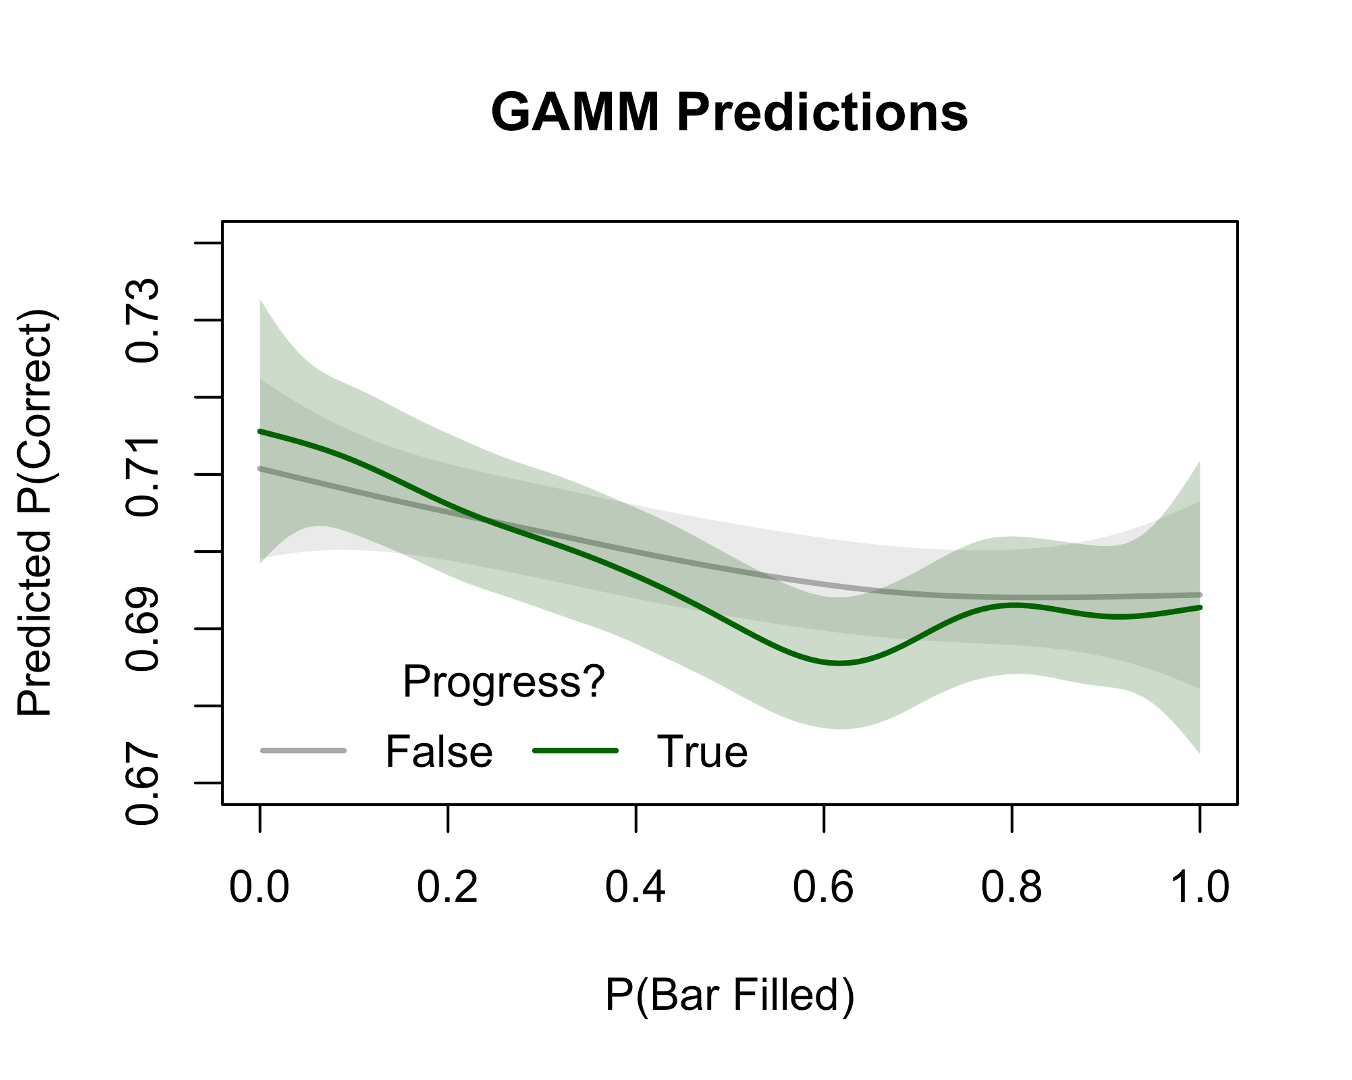 GAMM Predictions
Predicted P(Correct)
0.73
0.71
0.69
0.67
Progress?
False True
0.0 0.2 0.4 0.6 0.8 1.0
P(Bar Filled)